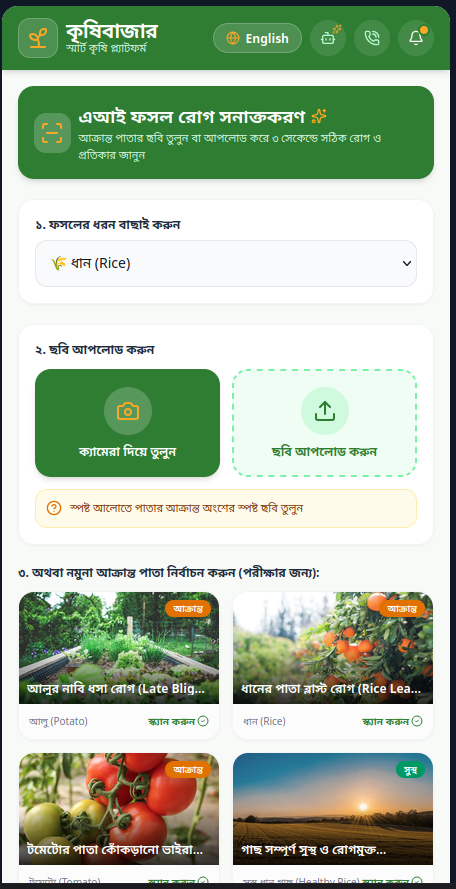 কৃষিবাজার
স্মার্ট কৃষি প্ল্যাটফর্ম
English
এআই ফসল রোগ সনাক্তকরণ
আক্রান্ত পাতার ছবি তুলুন বা আপলোড করে ৩ সেকেন্ডে সঠিক রোগ ও
প্রতিকার জানুন
১. ফসলের ধরন বাছাই করুন
ধান (Rice)
২. ছবি আপলোড করুন
ক্যামেরা দিয়ে তুলুন
ছবি আপলোড করুন
স্পষ্ট আলোতে পাতার আক্রান্ত অংশের স্পষ্ট ছবি তুলুন
৩. অথবা নমুনা আক্রান্ত পাতা নির্বাচন করুন (পরীক্ষার জন্য):
আক্রান্ত
আলুর নাবি ধসা রোগ (Late Blig...
আলু (Potato)
স্ক্যান করুন
আক্রান্ত
ধানের পাতা ব্লাস্ট রোগ (Rice Lea...
ধান (Rice)
স্ক্যান করুন
আক্রান্ত
টমেটোর পাতা কোঁকড়ানো ভাইরা...
টমেটো (Tomato)
স্ক্যান করুন
সুস্থ
গাছ সম্পূর্ণ সুস্থ ও রোগমুক্ত...
সুস্থ ধান গাছ (Healthy Rice)
স্ক্যান করুন